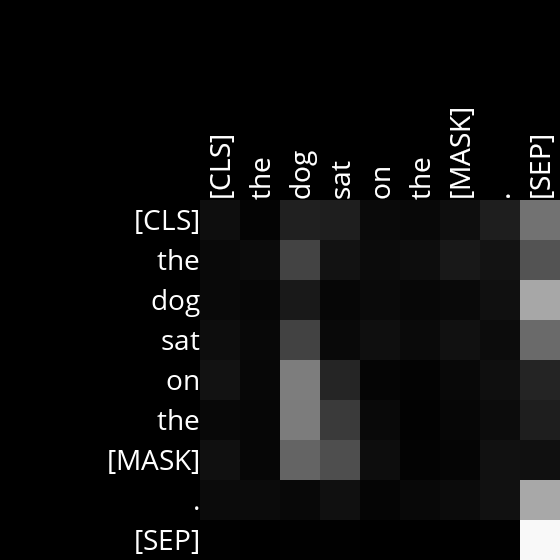 [CLS] the dog sat on the [MASK] . [SEP]
[CLS]
the
dog
sat
on
the
[MASK]
.
[SEP]